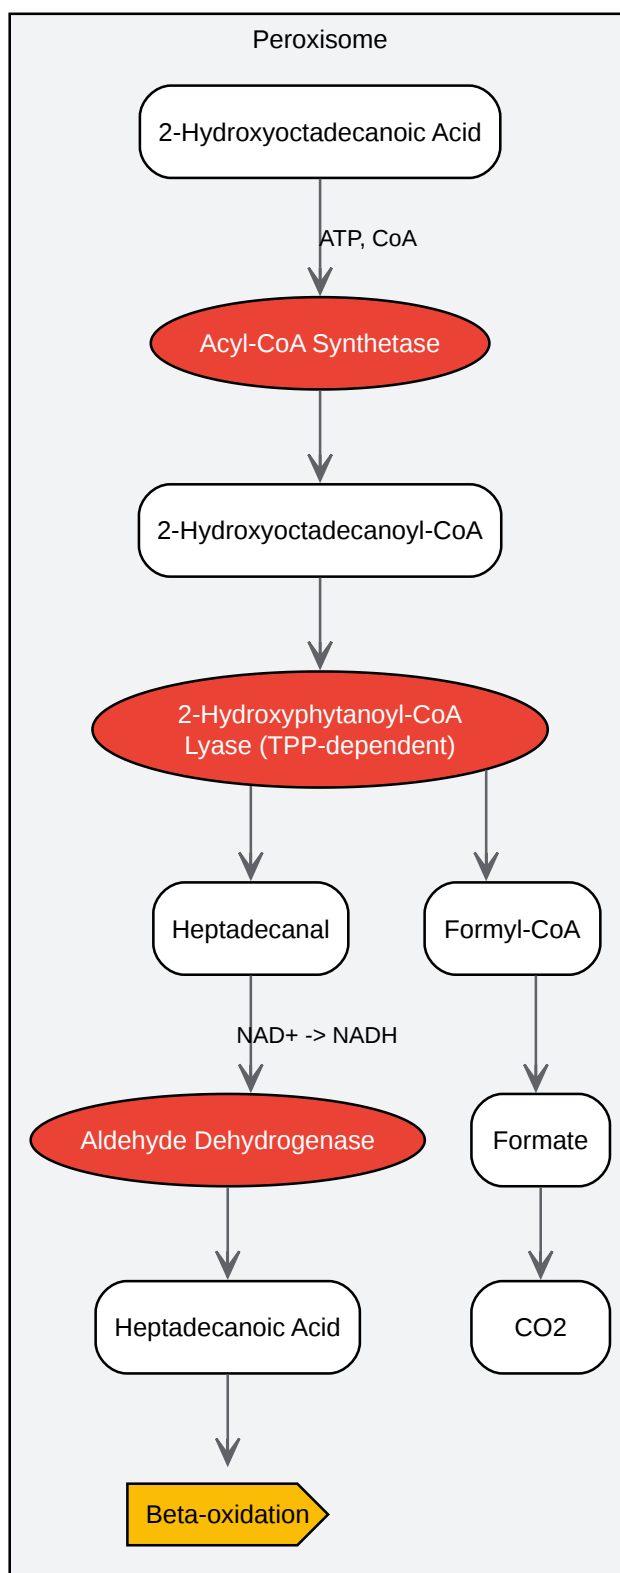 Peroxisome
2-Hydroxyoctadecanoic Acid
ATP, CoA
Acyl-CoA Synthetase
2-Hydroxyoctadecanoyl-CoA
2-Hydroxyphytanoyl-CoA
Lyase (TPP-dependent)
Heptadecanal
Formyl-CoA
NAD+ -> NADH
Aldehyde Dehydrogenase
Formate
Heptadecanoic Acid
CO2
Beta-oxidation